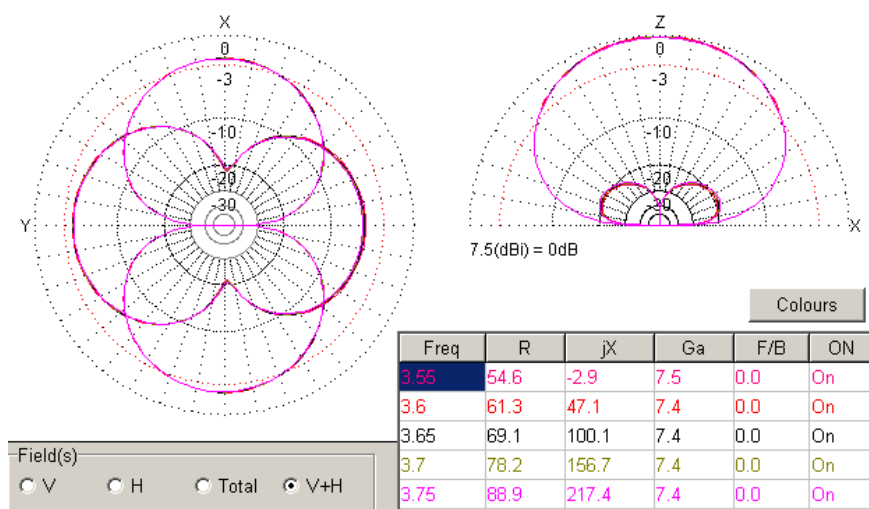 X
0
-3
-10
-20
-30
Y
Z
0
-3
-10
-20
-30
X
7.5(dBi) = 0dB
Colours
Freq R jX Ga F/B ON
3.55 54.6 -2.9 7.5 0.0 On
3.6 61.3 47.1 7.4 0.0 On
3.65 69.1 100.1 7.4 0.0 On
3.7 78.2 156.7 7.4 0.0 On
3.75 88.9 217.4 7.4 0.0 On
Field(s)
V H Total V+H